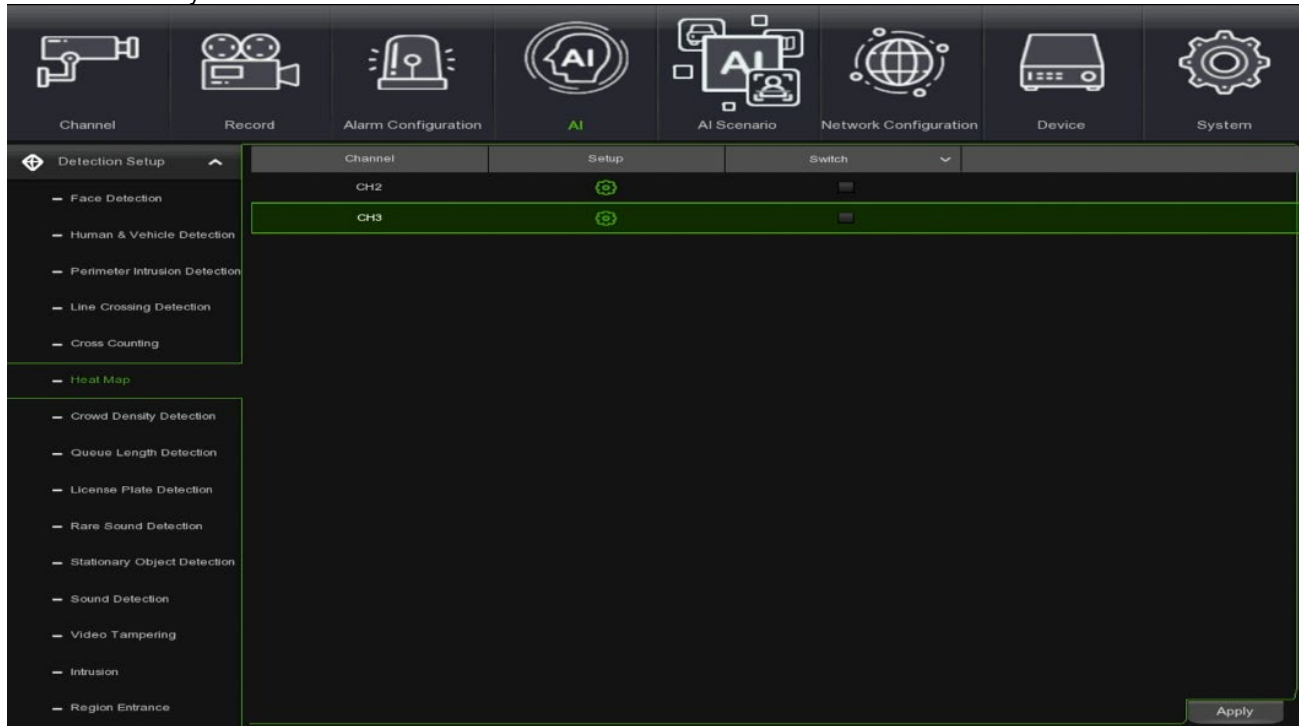 Channel Record Alarm Configuration AI AI Scenario Network Configuration Device System
AI
AI
Detection Setup
Channel Setup Switch
CH2
CH3
Face Detection
Human & Vehicle Detection
Perimeter Intrusion Detection
Line Crossing Detection
Cross Counting
Heat Map
Crowd Density Detection
Queue Length Detection
License Plate Detection
Rare Sound Detection
Stationary Object Detection
Sound Detection
Video Tampering
Intrusion
Region Entrance
Apply